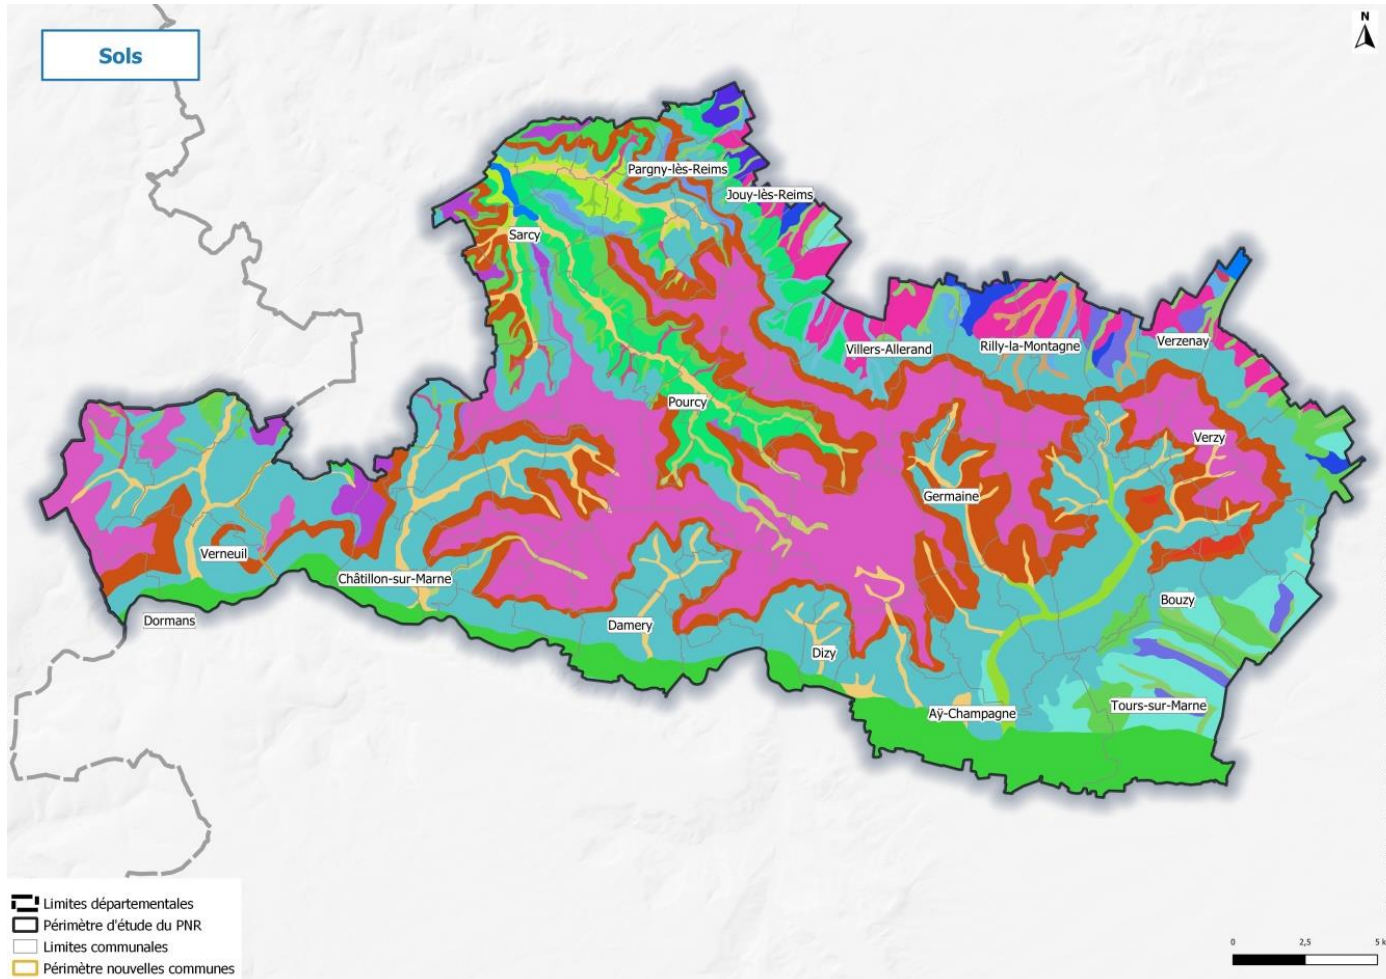 Sols
N
Pargny-lès-Reims
Jouy-lès-Reims
Sarcy
Villers-Allerand
Rilly-la-Montagne
Verzenay
Pourcy
Verzy
Germaine
Verneuil
Châtillon-sur-Marne
Bouzy
Dormans
Damery
Dizy
Aÿ-Champagne
Tours-sur-Marne
Limites départementales
Périmètre d'étude du PNR
Limites communales
Périmètre nouvelles communes
0 2,5 5 k